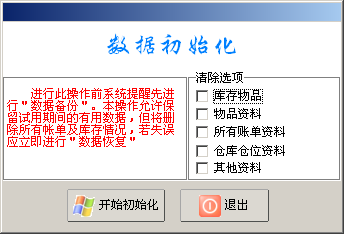 数据初始化
进行此操作前系统提醒先进
行"数据备份"。本操作允许保
留试用期间的有用数据，但将删
除所有帐单及库存情况，若失误
应立即进行"数据恢复"
清除选项
库存物品
物品资料
所有账单资料
仓库仓位资料
其他资料
开始初始化
退出